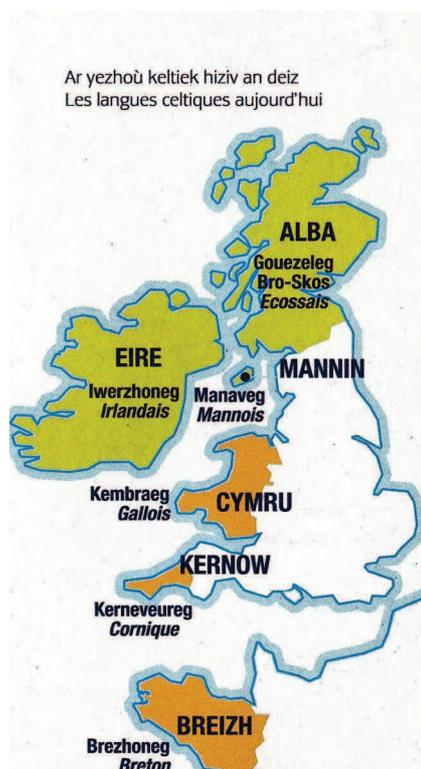 Ar yezhoù keltiek hiziv an deiz
Les langues celtiques aujourd'hui
ALBA
Gouezeleg
Bro-Skos
Ecossais
EIRE
Iwerzhoneg
Irlandais
MANNIN
Manaveg
Mannois
Kembraeg
Gallois
CYMRU
KERNOW
Kerneveureg
Cornique
BREIZH
Brezhoneg
Breton